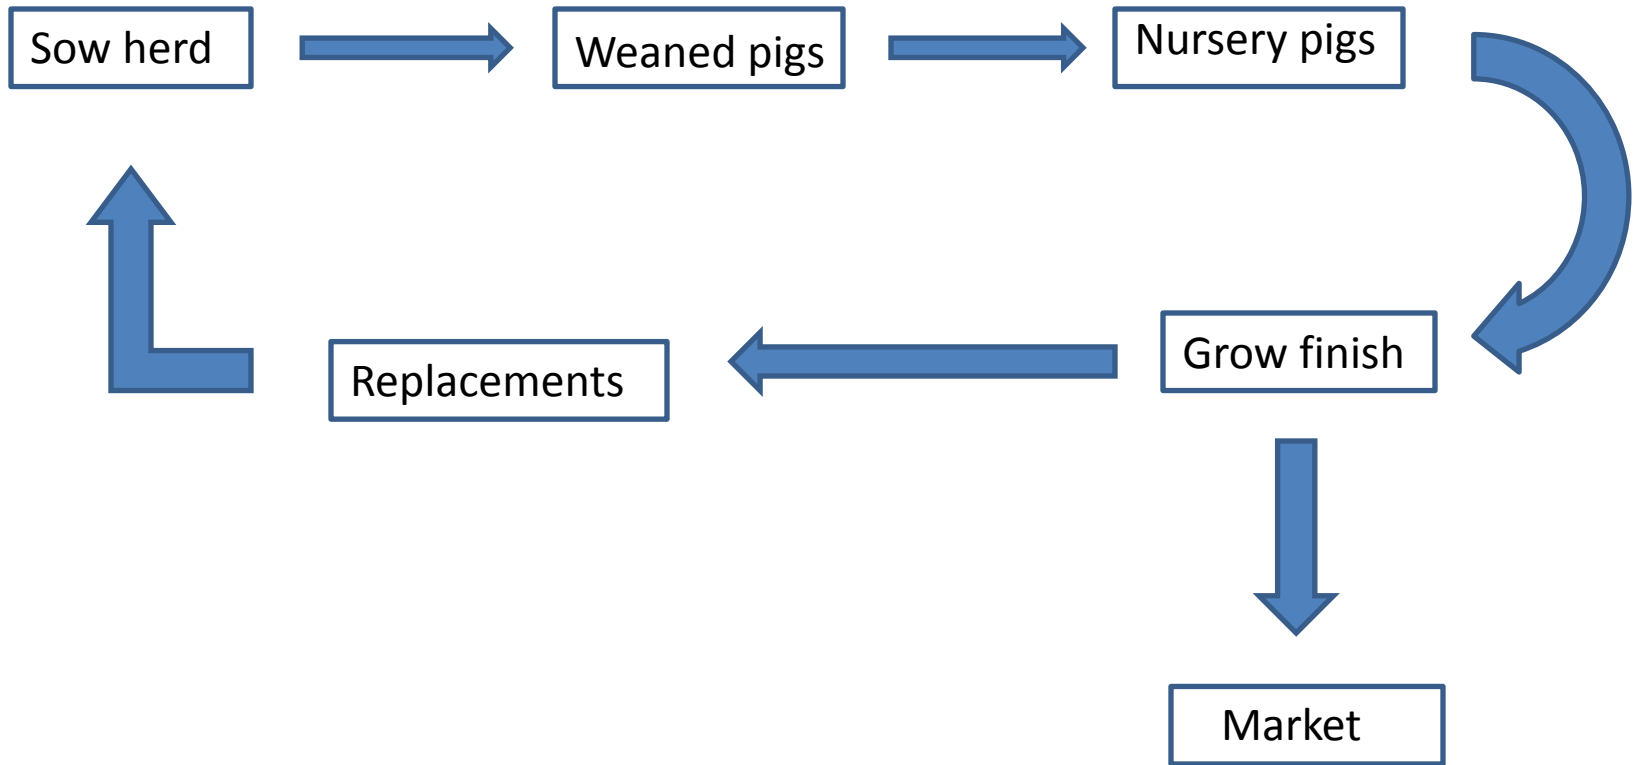 Sow herd
Weaned pigs
Nursery pigs
Grow finish
Replacements
Market